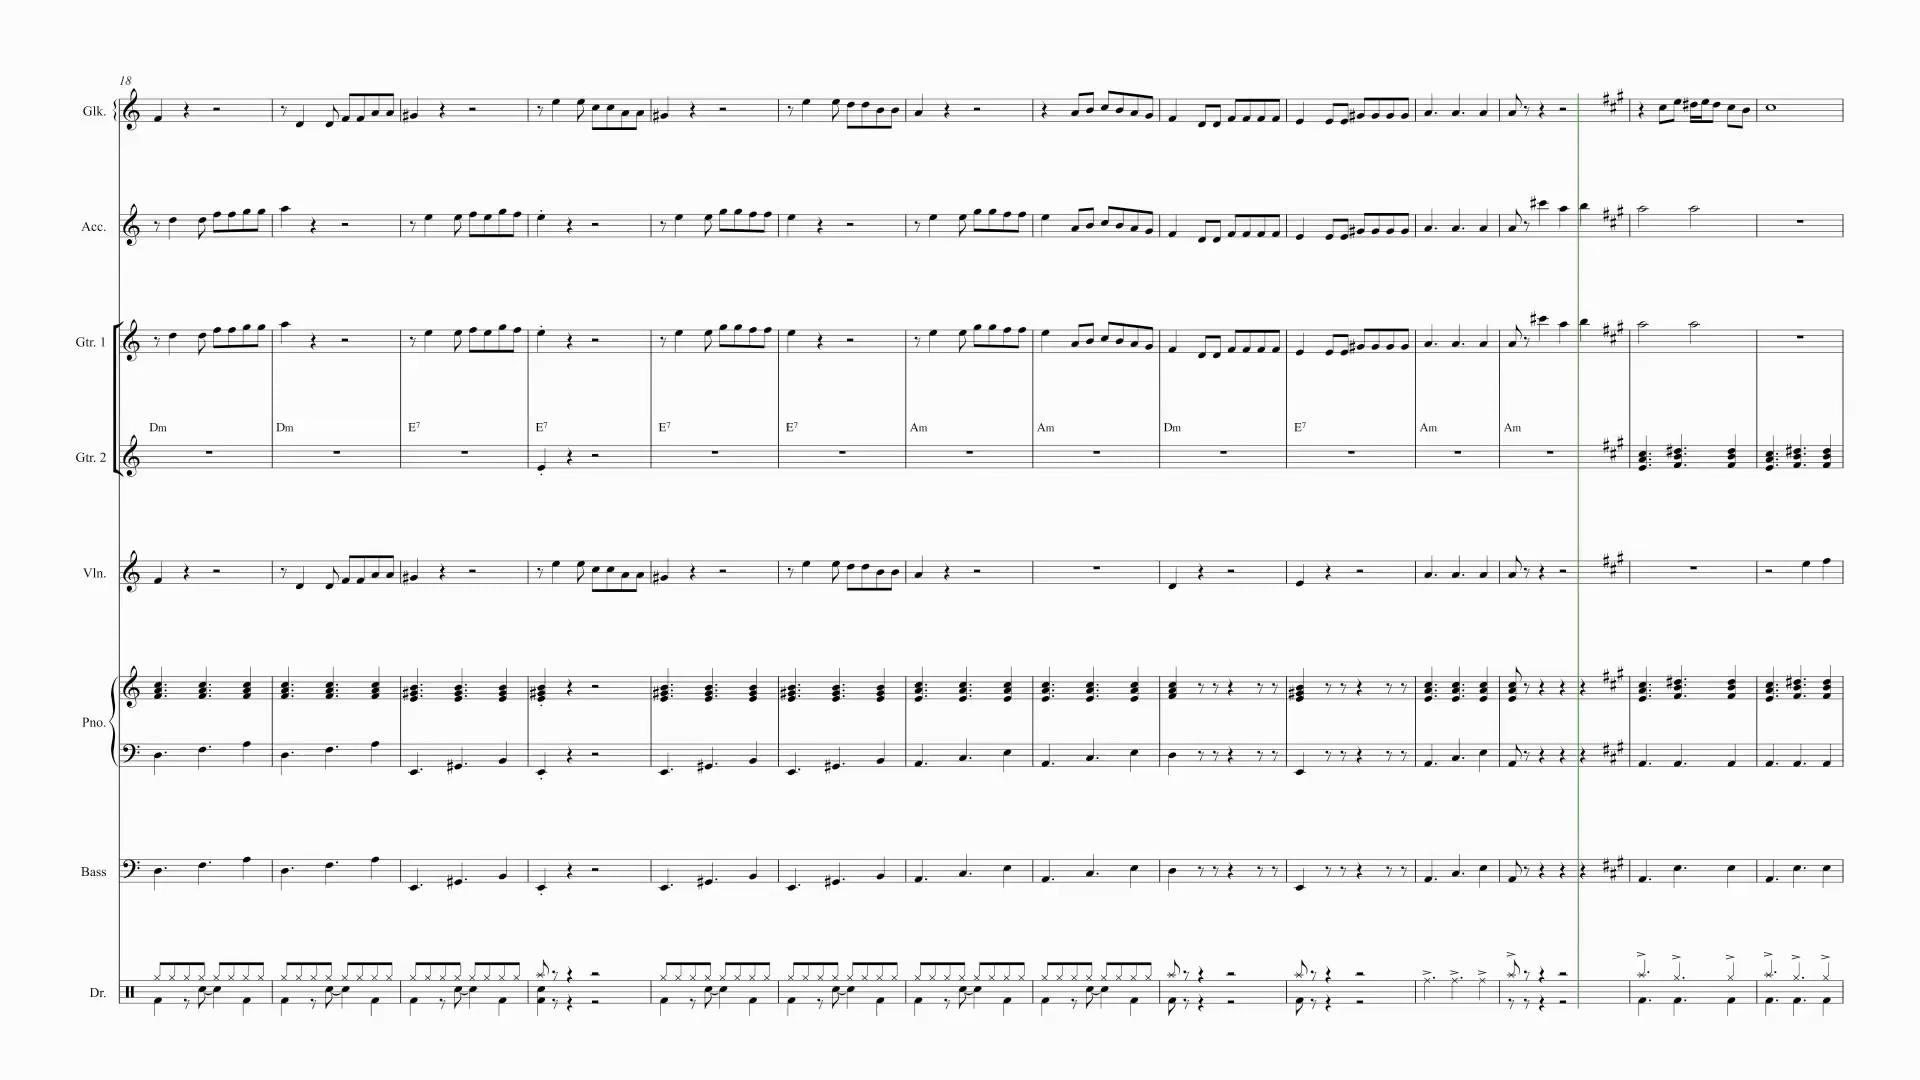 18
Glk.
Acc.
Gtr. 1
Dm Dm E7 E7 E7 E7 Am Am Dm E7 Am Am
Gtr. 2
Vln.
Pno.
Bass
Dr.